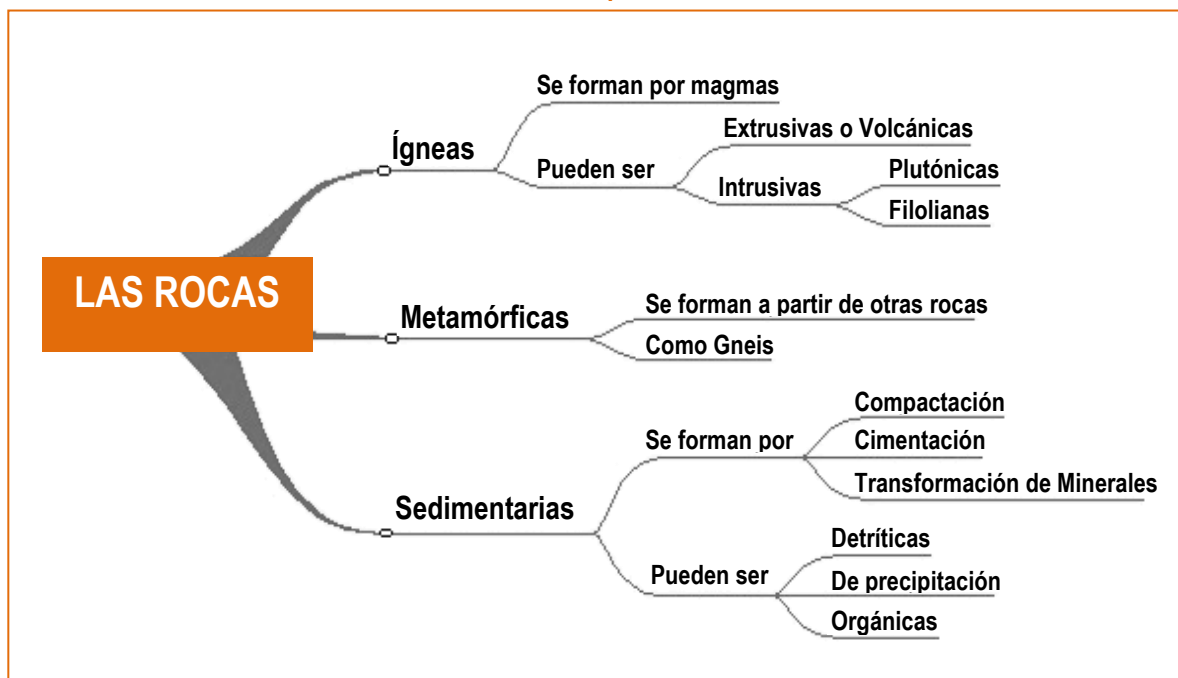 LAS ROCAS
Ígneas
Se forman por magmas
Pueden ser
Extrusivas o Volcánicas
Intrusivas
Plutónicas
Filolianas
Metamórficas
Se forman a partir de otras rocas
Como Gneis
Sedimentarias
Se forman por
Compactación
Cimentación
Transformación de Minerales
Pueden ser
Detríticas
De precipitación
Orgánicas